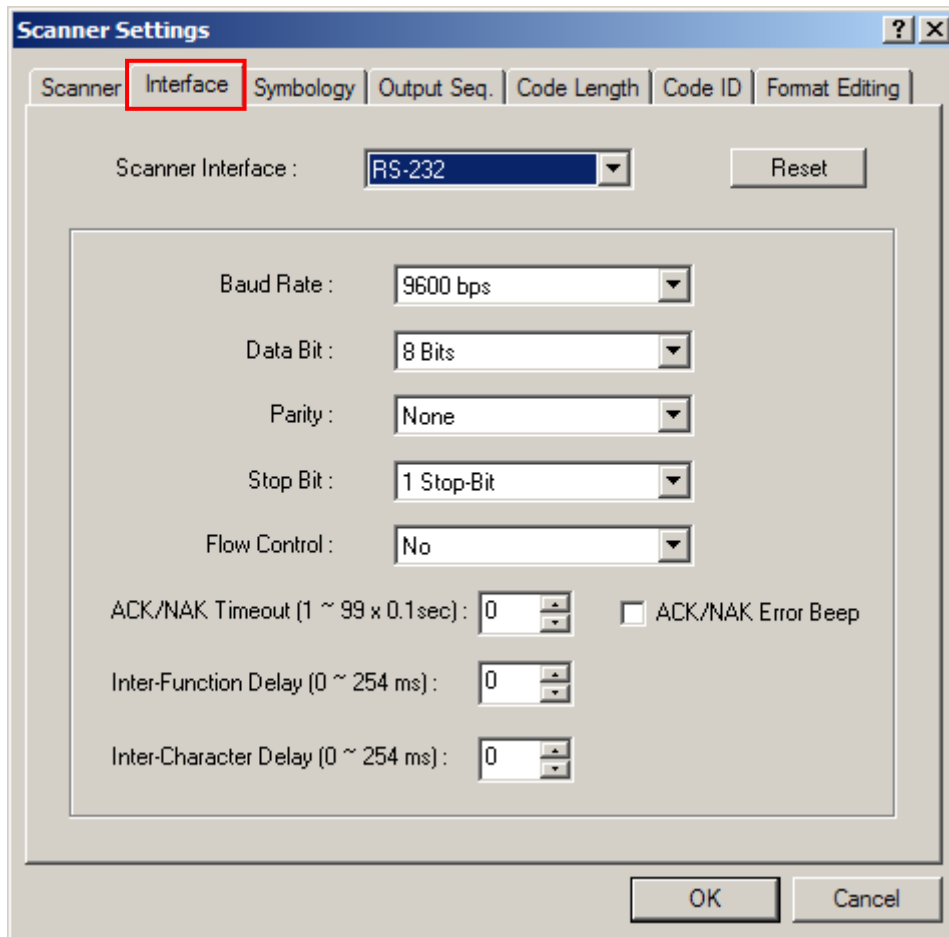 Scanner Settings
Scanner Interface Symbology Output Seq. Code Length Code ID Format Editing
Scanner Interface : RS-232 Reset
Baud Rate : 9600 bps
Data Bit : 8 Bits
Parity : None
Stop Bit : 1 Stop-Bit
Flow Control : No
ACK/NAK Timeout (1 ~ 99 x 0.1sec) : 0 ACK/NAK Error Beep
Inter-Function Delay (0 ~ 254 ms) : 0
Inter-Character Delay (0 ~ 254 ms) : 0
OK Cancel